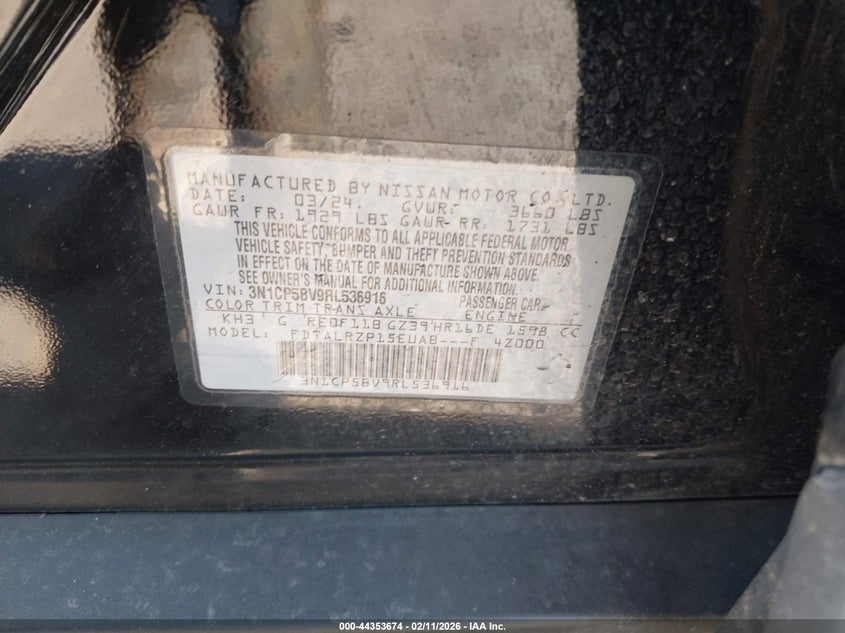 MANUFACTURED BY NISSAN MOTOR CO.,LTD.
DATE: 03/24. GVWR: 3660 LBS
GAWR FR: 1929 LBS GAWR RR: 1731 LBS
THIS VEHICLE CONFORMS TO ALL APPLICABLE FEDERAL MOTOR
VEHICLE SAFETY, BUMPER AND THEFT PREVENTION STANDARDS
IN EFFECT ON THE DATE OF MANUFACTURE SHOWN ABOVE.
SEE OWNER'S MANUAL FOR ADDITIONAL INFORMATION.
VIN: 3N1CP5BV9RL536916 PASSENGER CAR
COLOR TRIM TRANS AXLE ENGINE
KH3 G RE0F11B GZ39 HR16DE 1598 CC
MODEL: FDTALRZP15EUAB---F 4Z000
3N1CP5BV9RL536916
000-44353674 - 02/11/2026 - IAA Inc.